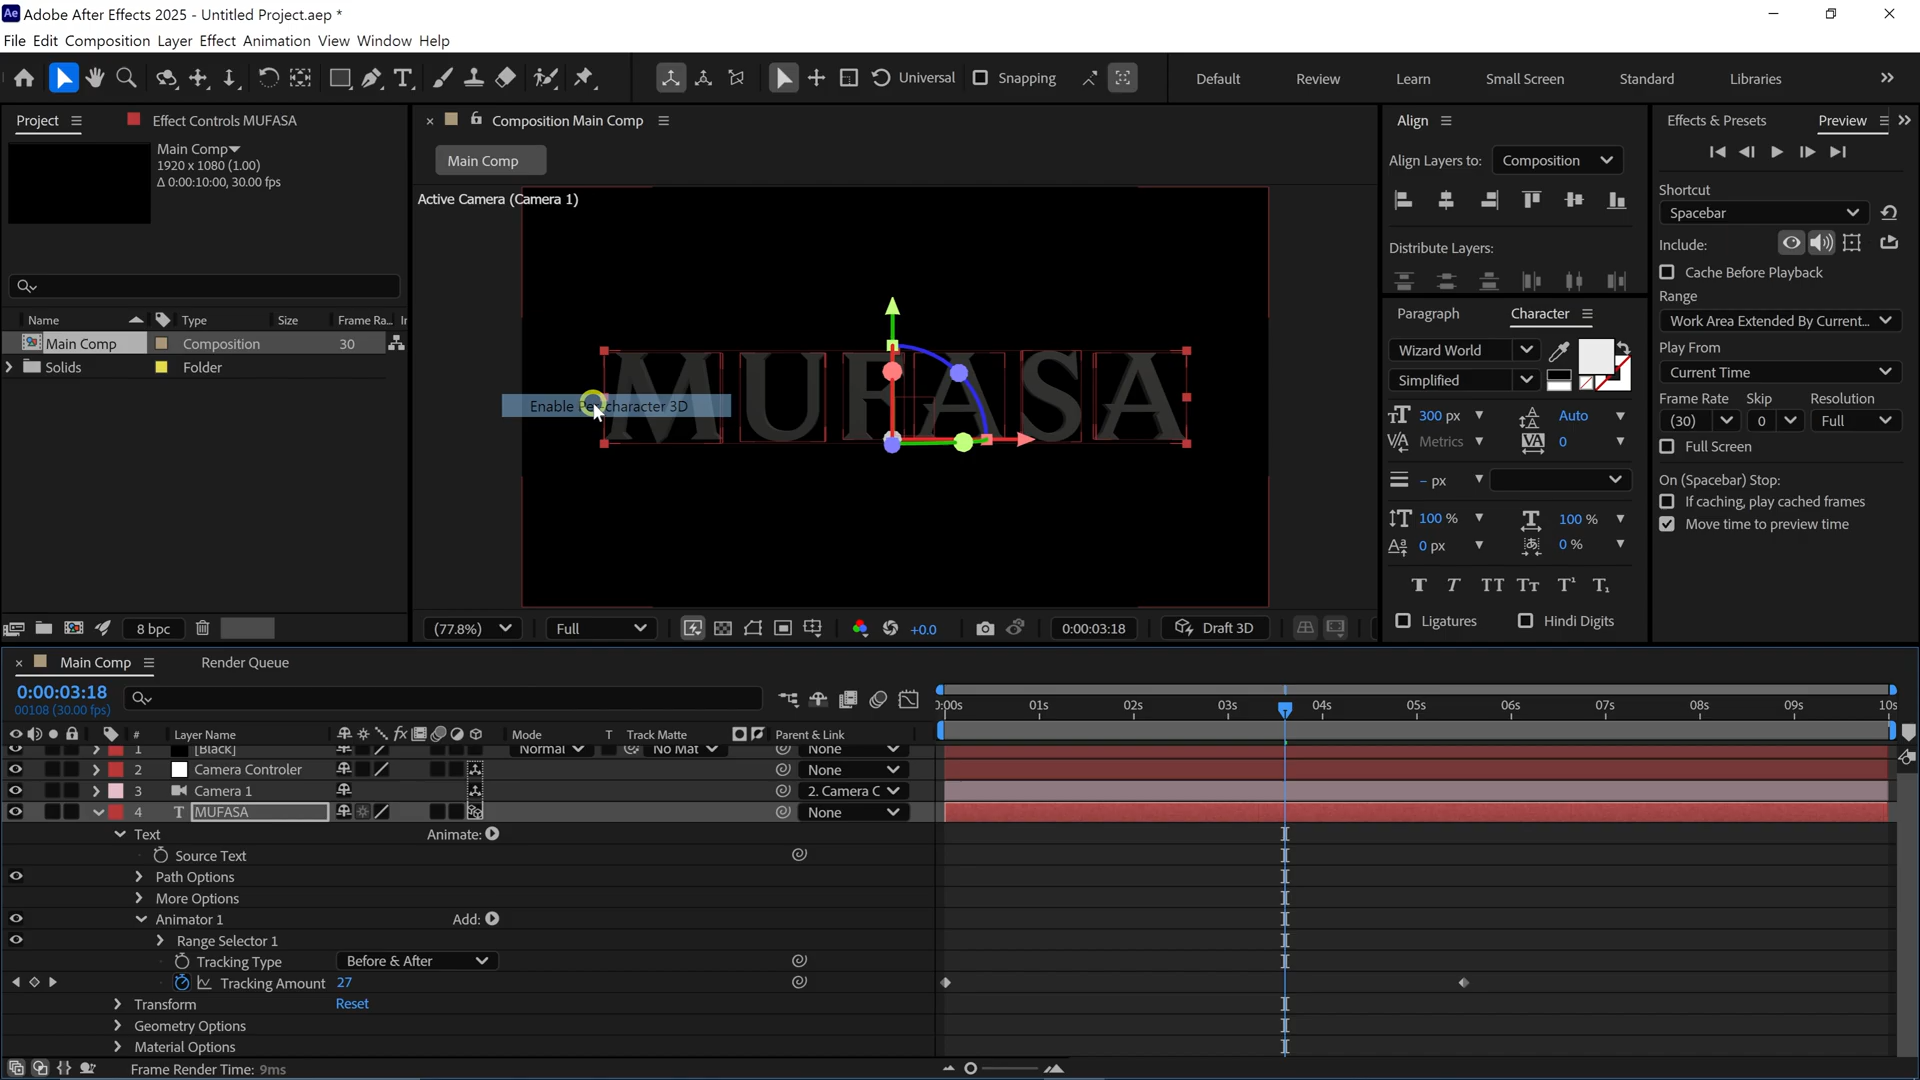 Adobe After Effects 2025 - Untitled Project.aep *
File Edit Composition Layer Effect Animation View Window Help
Universal Snapping Default Review Learn Small Screen Standard Libraries
Project Effect Controls MUFASA
Main Comp
1920 x 1080 (1.00)
Δ 0:00:10:00, 30.00 fps
Name Type Size Frame Ra...
Main Comp Composition 30
Solids Folder
8 bpc
Composition Main Comp
Main Comp
Active Camera (Camera 1)
Enable Per-character 3D
MUFASA
(77.8%) Full +0.0 0:00:03:18 Draft 3D
Align
Align Layers to: Composition
Distribute Layers:
Paragraph Character
Wizard World
Simplified
300 px Auto
Metrics 0
– px
100 % 100 %
0 px 0 %
Ligatures Hindi Digits
Effects & Presets Preview
Shortcut
Spacebar
Include:
Cache Before Playback
Range
Work Area Extended By Current...
Play From
Current Time
Frame Rate Skip Resolution
(30) 0 Full
Full Screen
On (Spacebar) Stop:
If caching, play cached frames
Move time to preview time
Main Comp Render Queue
0:00:03:18
00108 (30.00 fps)
:00s 01s 02s 03s 04s 05s 06s 07s 08s 09s 10s
# Layer Name Mode T Track Matte Parent & Link
1 [Black] Normal No Mat None
2 Camera Controler None
3 Camera 1 2. Camera C
4 T MUFASA None
Text Animate:
Source Text
Path Options
More Options
Animator 1 Add:
Range Selector 1
Tracking Type Before & After
Tracking Amount 27
Transform Reset
Geometry Options
Material Options
Frame Render Time: 9ms